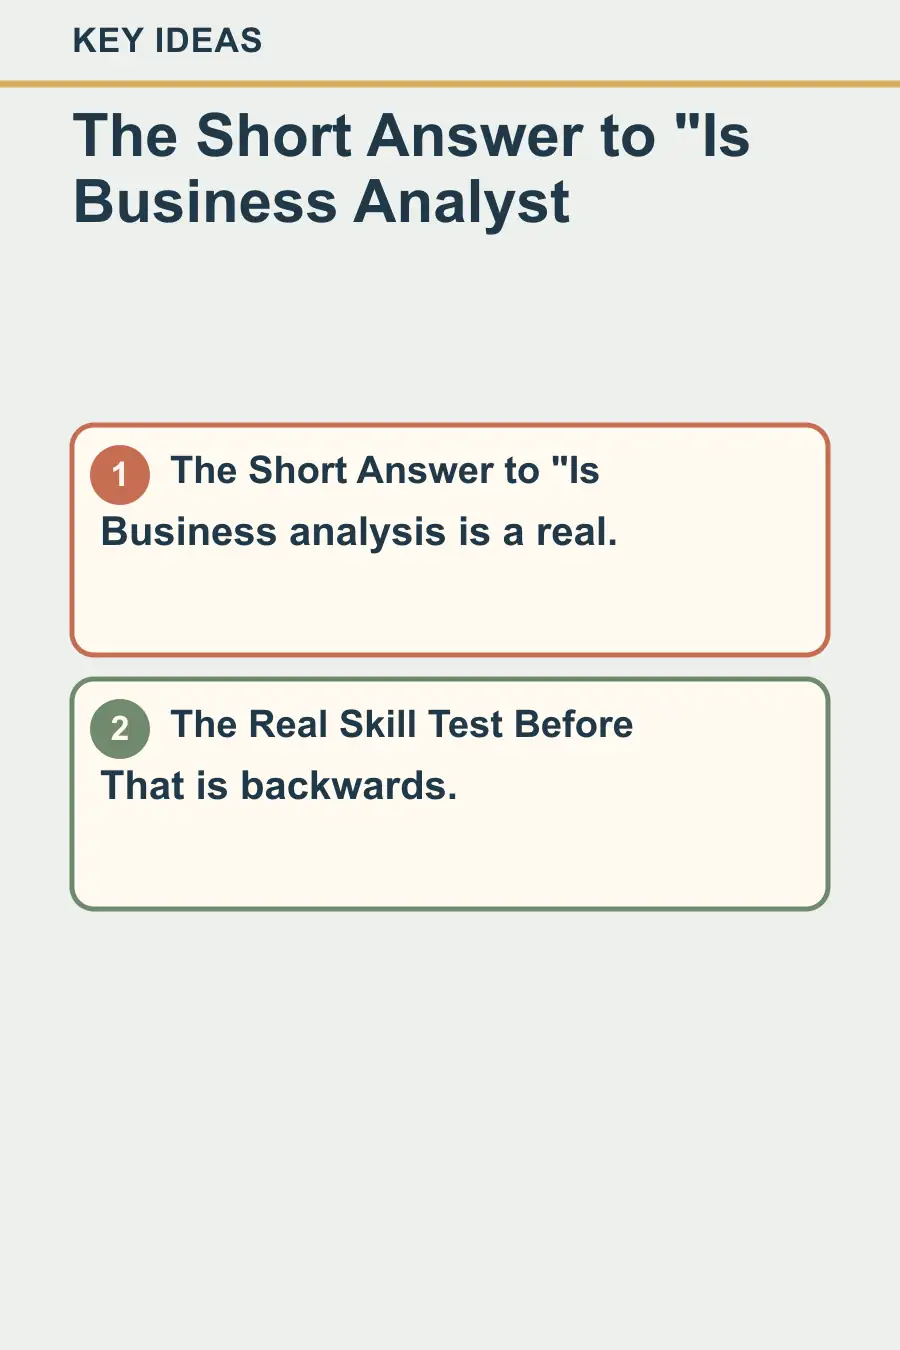 KEY IDEAS
The Short Answer to "Is
Business Analyst
1 The Short Answer to "Is
Business analysis is a real.
2 The Real Skill Test Before
That is backwards.